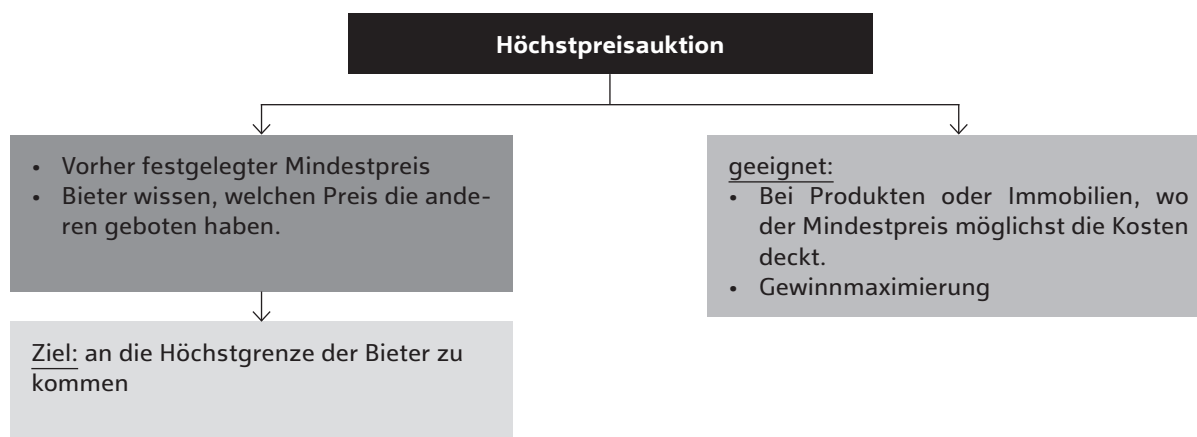 Höchstpreisauktion
• Vorher festgelegter Mindestpreis
• Bieter wissen, welchen Preis die ande-
ren geboten haben.
Ziel: an die Höchstgrenze der Bieter zu
kommen
geeignet:
• Bei Produkten oder Immobilien, wo
der Mindestpreis möglichst die Kosten
deckt.
• Gewinnmaximierung